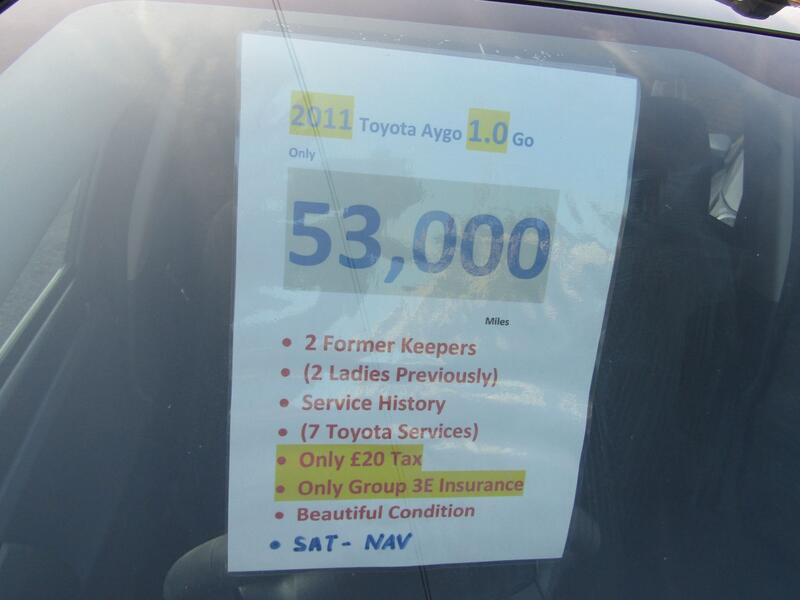 2011 Toyota Aygo 1.0 Go
Only
53,000
Miles
• 2 Former Keepers
• (2 Ladies Previously)
• Service History
• (7 Toyota Services)
• Only £20 Tax
• Only Group 3E Insurance
• Beautiful Condition
• SAT- NAV